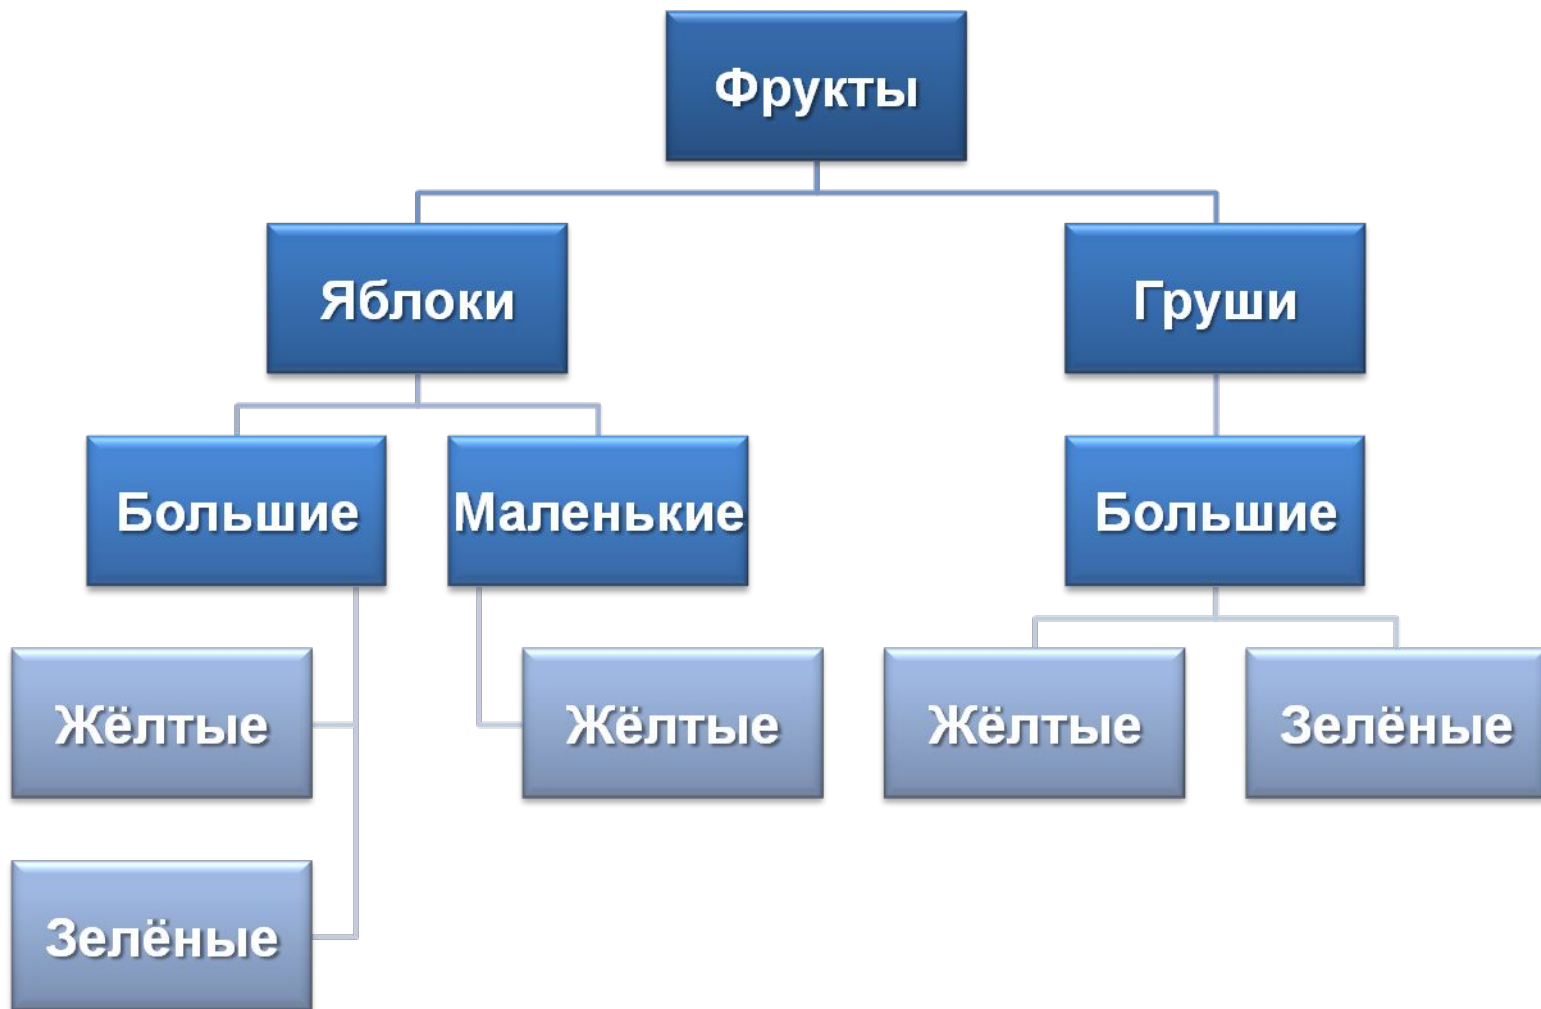 Фрукты
Яблоки
Груши
Большие
Маленькие
Большие
Жёлтые
Жёлтые
Жёлтые
Зелёные
Зелёные